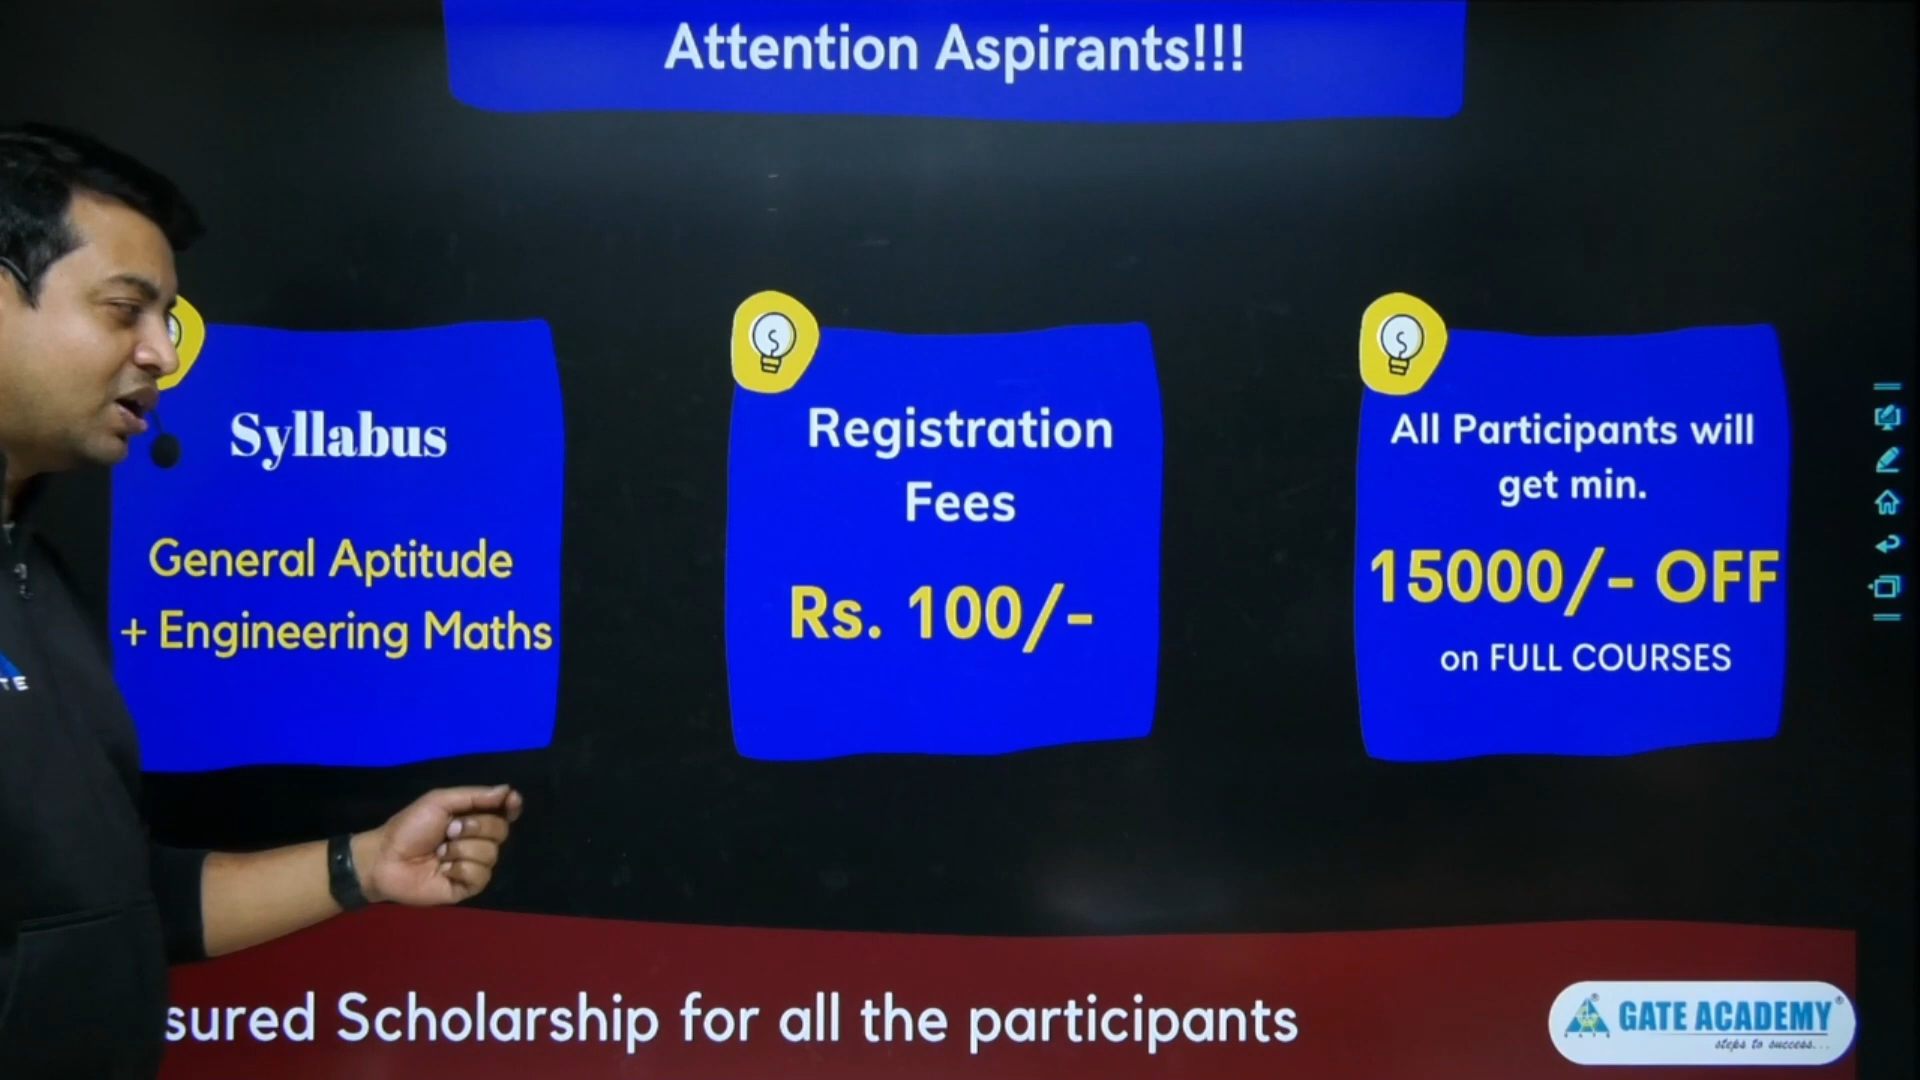 Attention Aspirants!!!
Syllabus
General Aptitude
+ Engineering Maths
Registration
Fees
Rs. 100/-
All Participants will
get min.
15000/- OFF
on FULL COURSES
sured Scholarship for all the participants
GATE ACADEMY®
steps to success...
TE